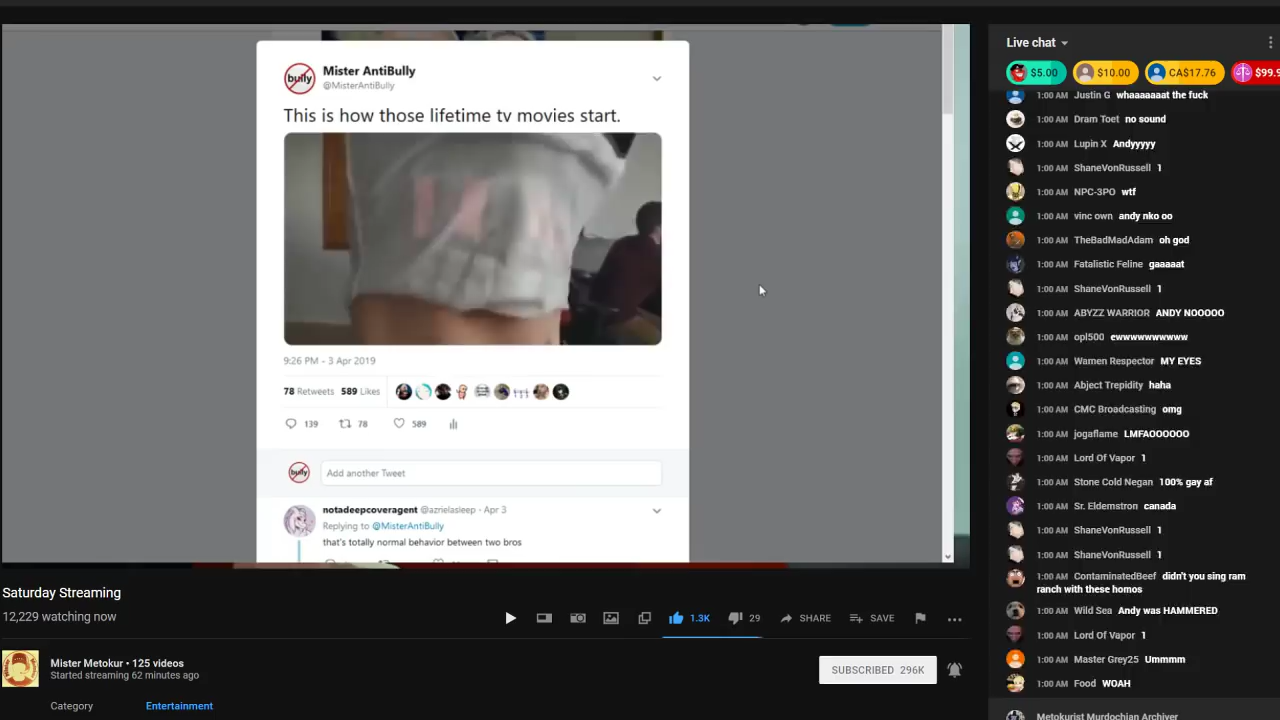 bully
Mister AntiBully
@MisterAntiBully
This is how those lifetime tv movies start.
9:26 PM - 3 Apr 2019
78 Retweets 589 Likes
139 78 589
bully
Add another Tweet
notadeepcoveragent @azrielasleep - Apr 3
Replying to @MisterAntiBully
that's totally normal behavior between two bros
Saturday Streaming
12,229 watching now
1.3K 29 SHARE SAVE
Mister Metokur • 125 videos
Started streaming 62 minutes ago
SUBSCRIBED 296K
Category Entertainment
Live chat
$5.00 $10.00 CA$17.76 $99.9
1:00 AM Justin G whaaaaaaat the fuck
1:00 AM Dram Toet no sound
1:00 AM Lupin X Andyyyyy
1:00 AM ShaneVonRussell 1
1:00 AM NPC-3PO wtf
1:00 AM vinc own andy nko oo
1:00 AM TheBadMadAdam oh god
1:00 AM Fatalistic Feline gaaaaat
1:00 AM ShaneVonRussell 1
1:00 AM ABYZZ WARRIOR ANDY NOOOOO
1:00 AM opl500 ewwwwwwwwww
1:00 AM Wamen Respector MY EYES
1:00 AM Abject Trepidity haha
1:00 AM CMC Broadcasting omg
1:00 AM jogaflame LMFAOOOOOO
1:00 AM Lord Of Vapor 1
1:00 AM Stone Cold Negan 100% gay af
1:00 AM Sr. Eldemstron canada
1:00 AM ShaneVonRussell 1
1:00 AM ShaneVonRussell 1
1:00 AM ContaminatedBeef didn't you sing ram
ranch with these homos
1:00 AM Wild Sea Andy was HAMMERED
1:00 AM Lord Of Vapor 1
1:00 AM Master Grey25 Ummmm
1:00 AM Food WOAH
Metokurist Murdochian Archiver